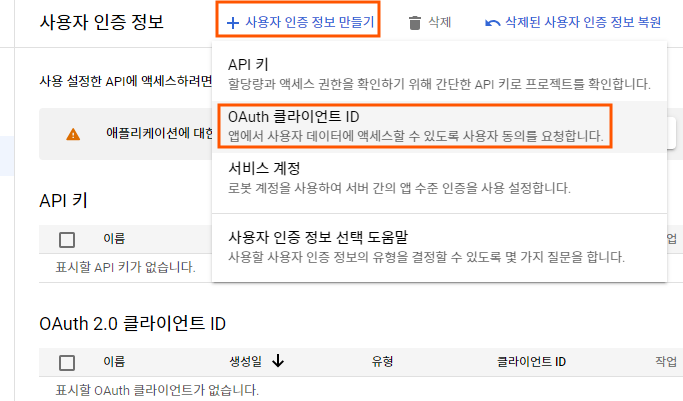 사용자 인증 정보
+ 사용자 인증 정보 만들기
삭제
삭제된 사용자 인증 정보 복원
API 키
할당량과 액세스 권한을 확인하기 위해 간단한 API 키로 프로젝트를 확인합니다.
사용 설정한 API에 액세스하려면
OAuth 클라이언트 ID
앱에서 사용자 데이터에 액세스할 수 있도록 사용자 동의를 요청합니다.
애플리케이션에 대한
서비스 계정
로봇 계정을 사용하여 서버 간의 앱 수준 인증을 사용 설정합니다.
사용자 인증 정보 선택 도움말
사용할 사용자 인증 정보의 유형을 결정할 수 있도록 몇 가지 질문을 합니다.
API 키
이름
표시할 API 키가 없습니다.
OAuth 2.0 클라이언트 ID
이름 생성일 ↓ 유형 클라이언트 ID 작업
표시할 OAuth 클라이언트가 없습니다.